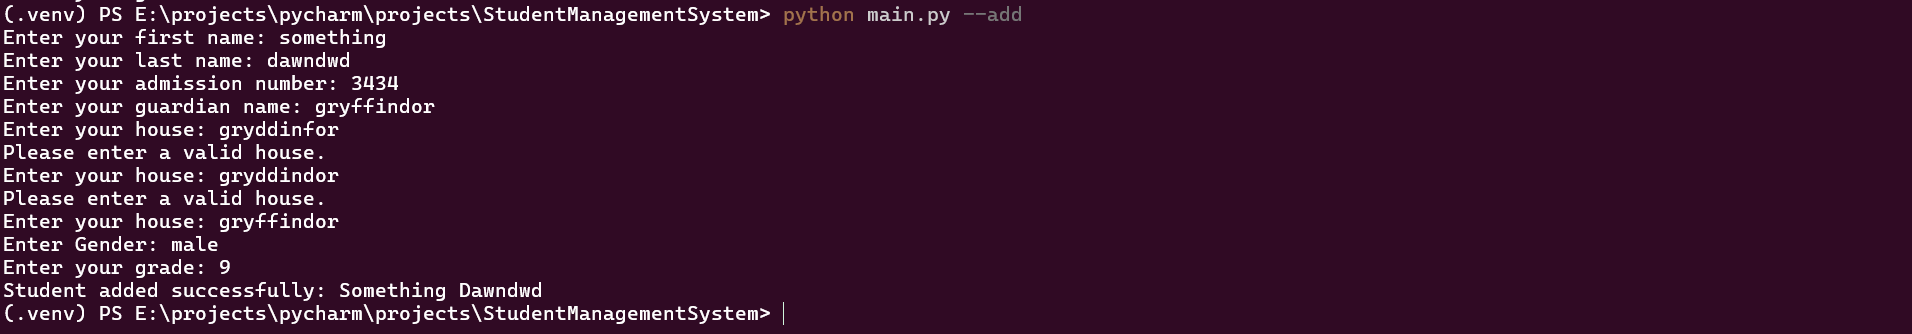 (.venv) PS E:\projects\pycharm\projects\StudentManagementSystem> python main.py --add
Enter your first name: something
Enter your last name: dawndwd
Enter your admission number: 3434
Enter your guardian name: gryffindor
Enter your house: gryddinfor
Please enter a valid house.
Enter your house: gryddindor
Please enter a valid house.
Enter your house: gryffindor
Enter Gender: male
Enter your grade: 9
Student added successfully: Something Dawndwd
(.venv) PS E:\projects\pycharm\projects\StudentManagementSystem>